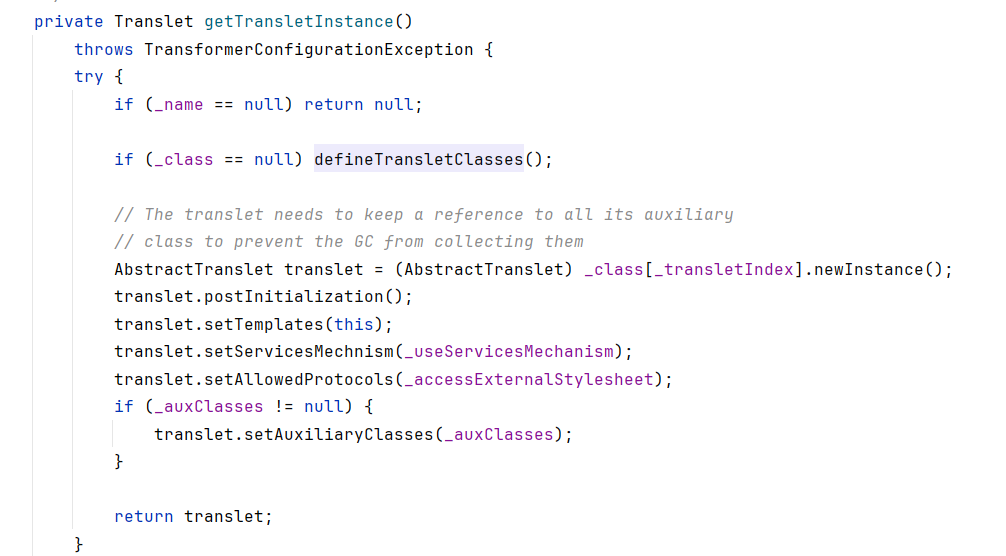 private Translet getTransletInstance()
throws TransformerConfigurationException {
try {
if (_name == null) return null;
if (_class == null) defineTransletClasses();
// The translet needs to keep a reference to all its auxiliary
// class to prevent the GC from collecting them
AbstractTranslet translet = (AbstractTranslet) _class[_transletIndex].newInstance();
translet.postInitialization();
translet.setTemplates(this);
translet.setServicesMechnism(_useServicesMechanism);
translet.setAllowedProtocols(_accessExternalStylesheet);
if (_auxClasses != null) {
translet.setAuxiliaryClasses(_auxClasses);
}
return translet;
}